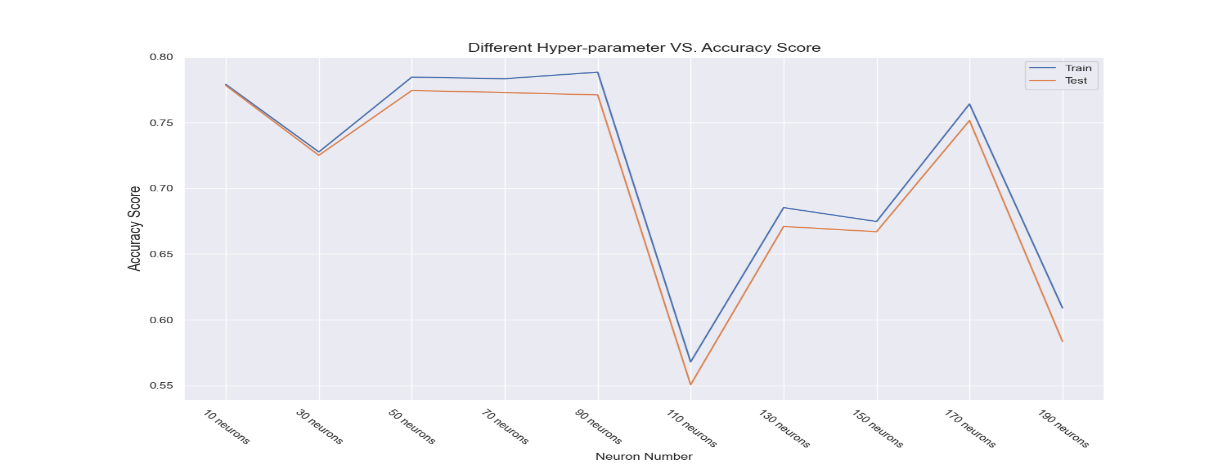 Different Hyper-parameter VS. Accuracy Score
0.80
0.75
0.70
0.65
0.60
0.55
Accuracy Score
Train
Test
10 neurons
30 neurons
50 neurons
70 neurons
90 neurons
110 neurons
130 neurons
150 neurons
170 neurons
190 neurons
Neuron Number